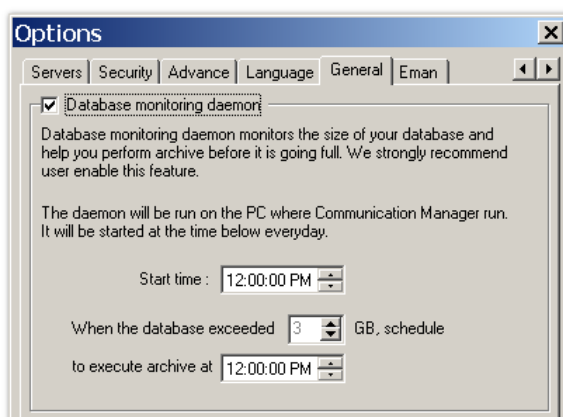 Options
Servers Security Advance Language General Eman
Database monitoring daemon
Database monitoring daemon monitors the size of your database and
help you perform archive before it is going full. We strongly recommend
user enable this feature.
The daemon will be run on the PC where Communication Manager run.
It will be started at the time below everyday.
Start time : 12:00:00 PM
When the database exceeded 3 GB, schedule
to execute archive at 12:00:00 PM